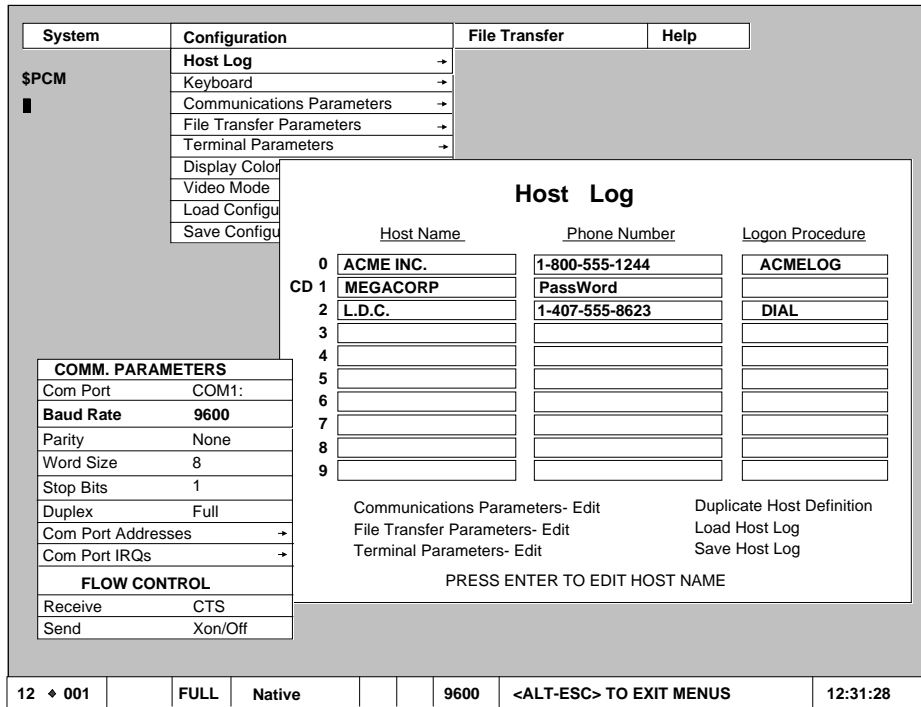 System Configuration File Transfer Help
$PCM
Host Log →
Keyboard →
Communications Parameters →
File Transfer Parameters →
Terminal Parameters →
Display Color
Video Mode
Load Configu
Save Configu
Host Log
Host Name Phone Number Logon Procedure
0 ACME INC. 1-800-555-1244 ACMELOG
CD 1 MEGACORP PassWord
2 L.D.C. 1-407-555-8623 DIAL
3
4
5
6
7
8
9
Communications Parameters- Edit Duplicate Host Definition
File Transfer Parameters- Edit Load Host Log
Terminal Parameters- Edit Save Host Log
PRESS ENTER TO EDIT HOST NAME
COMM. PARAMETERS
Com Port COM1:
Baud Rate 9600
Parity None
Word Size 8
Stop Bits 1
Duplex Full
Com Port Addresses →
Com Port IRQs →
FLOW CONTROL
Receive CTS
Send Xon/Off
12 ◆ 001 FULL Native 9600 <ALT-ESC> TO EXIT MENUS 12:31:28